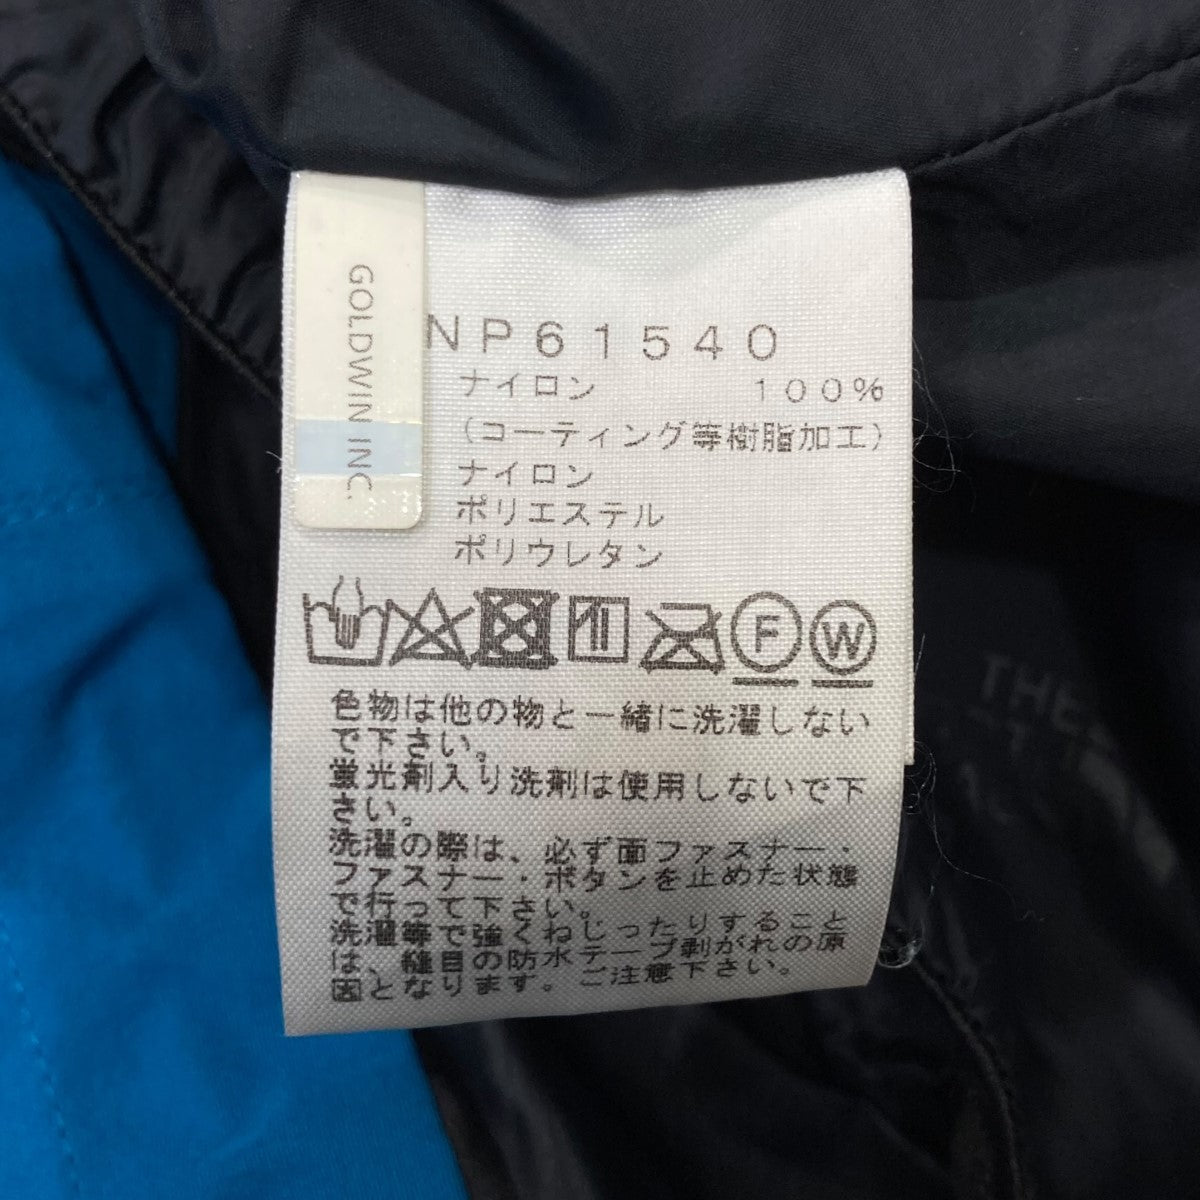 GOLDWIN INC.
NP61540
ナイロン 100%
(コーティング等樹脂加工)
ナイロン
ポリエステル
ポリウレタン
F W
色物は他の物と一緒に洗濯しない
で下さい。
蛍光剤入り洗剤は使用しないで下
さい。
洗濯の際は、必ず面ファスナー・
ファスナー・ボタンを止めた状態
で行って下さい。
洗濯等で強くねじったりすること
は、縫目の防水テープ剥がれの原
因となります。ご注意下さい。
THE